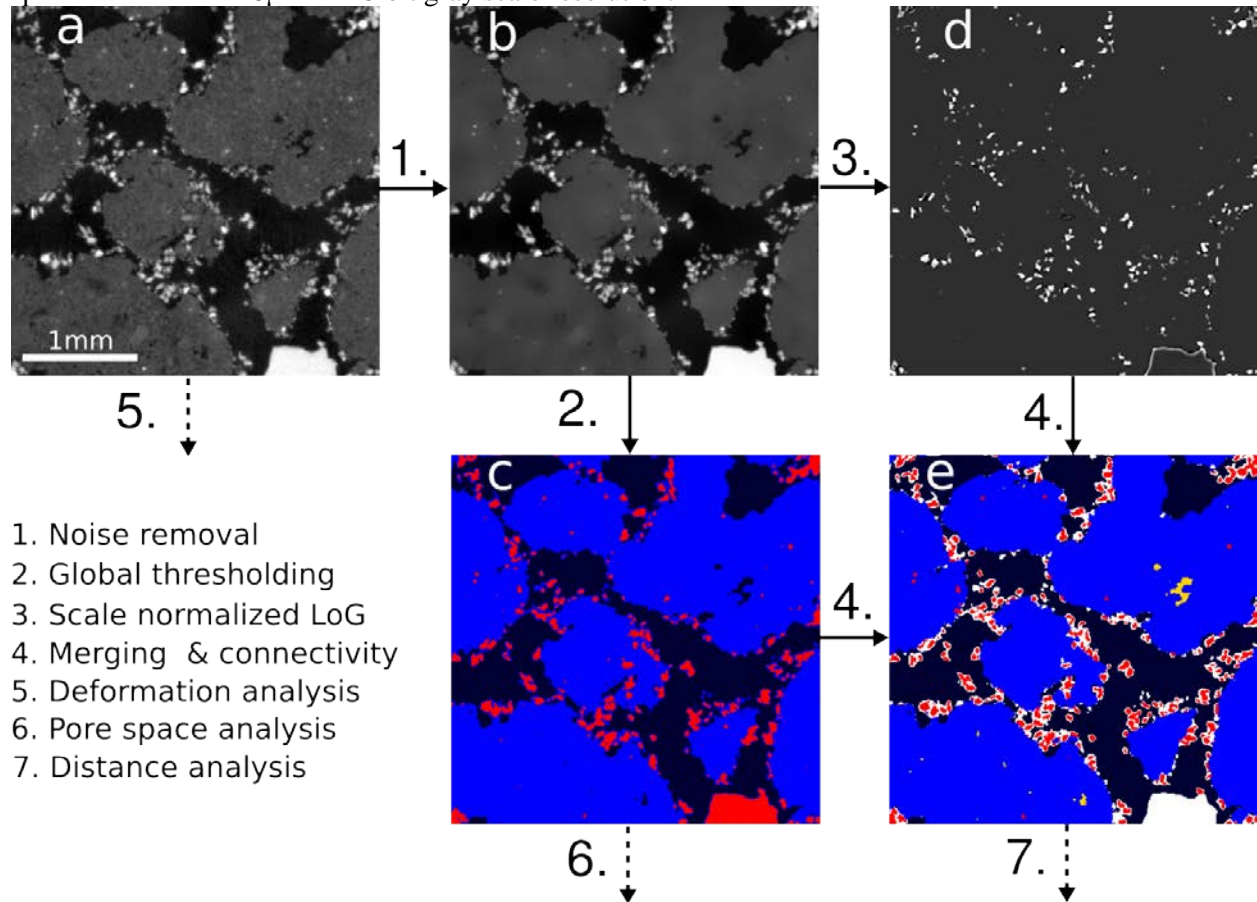 a
b
d
1.
3.
1mm
5.
2.
4.
c
e
4.
1. Noise removal
2. Global thresholding
3. Scale normalized LoG
4. Merging & connectivity
5. Deformation analysis
6. Pore space analysis
7. Distance analysis
6.
7.